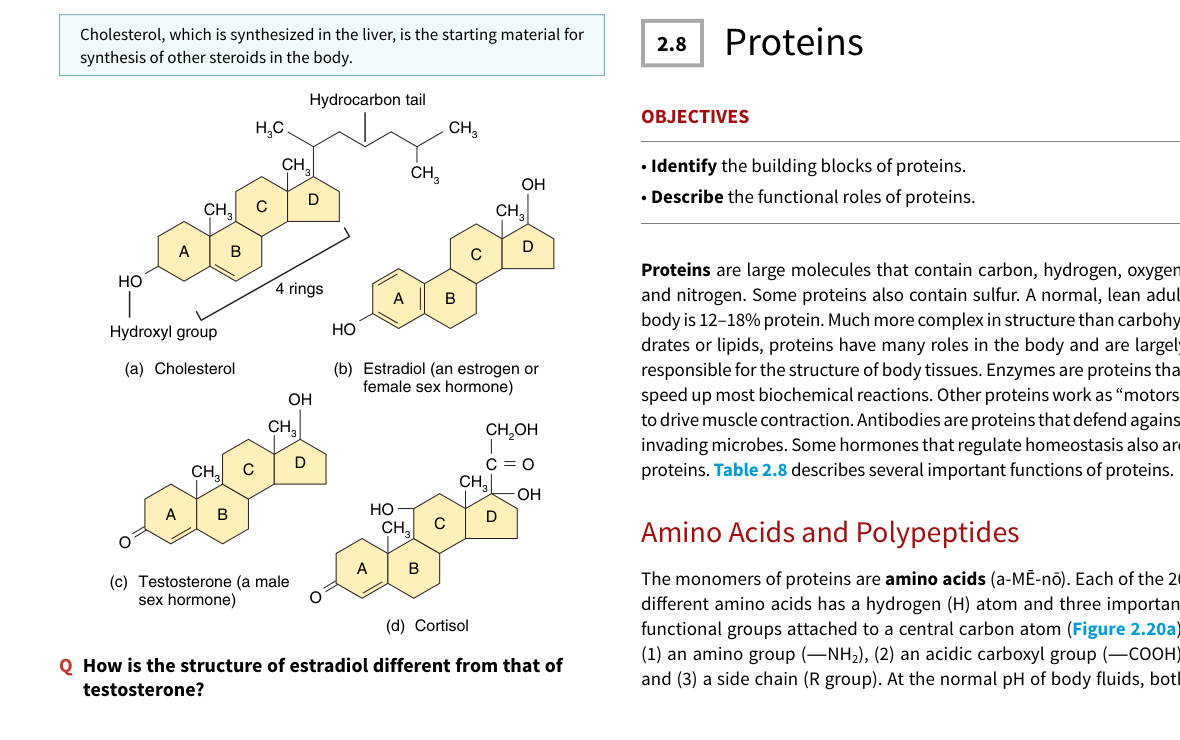 Cholesterol, which is synthesized in the liver, is the starting material for
synthesis of other steroids in the body.
Hydrocarbon tail
H3C
CH3
CH3
CH3
CH3
A
B
C
D
HO
4 rings
Hydroxyl group
(a) Cholesterol
OH
CH3
A
B
C
D
HO
(b) Estradiol (an estrogen or
female sex hormone)
OH
CH3
CH3
A
B
C
D
O
(c) Testosterone (a male
sex hormone)
CH2OH
C = O
CH3
OH
HO
CH3
A
B
C
D
O
(d) Cortisol
Q How is the structure of estradiol different from that of
testosterone?
2.8 Proteins
OBJECTIVES
• Identify the building blocks of proteins.
• Describe the functional roles of proteins.
Proteins are large molecules that contain carbon, hydrogen, oxygen
and nitrogen. Some proteins also contain sulfur. A normal, lean adul
body is 12–18% protein. Much more complex in structure than carbohy
drates or lipids, proteins have many roles in the body and are largely
responsible for the structure of body tissues. Enzymes are proteins tha
speed up most biochemical reactions. Other proteins work as “motors
to drive muscle contraction. Antibodies are proteins that defend agains
invading microbes. Some hormones that regulate homeostasis also are
proteins. Table 2.8 describes several important functions of proteins.
Amino Acids and Polypeptides
The monomers of proteins are amino acids (a-MĒ-nō). Each of the 20
different amino acids has a hydrogen (H) atom and three importan
functional groups attached to a central carbon atom (Figure 2.20a)
(1) an amino group (—NH2), (2) an acidic carboxyl group (—COOH)
and (3) a side chain (R group). At the normal pH of body fluids, both